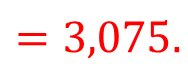 = 3,075.